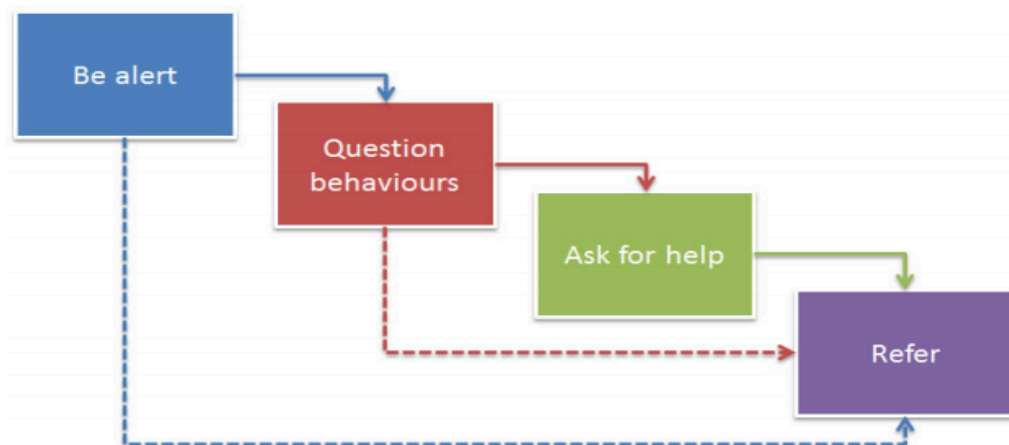 Be alert
Question
behaviours
Ask for help
Refer